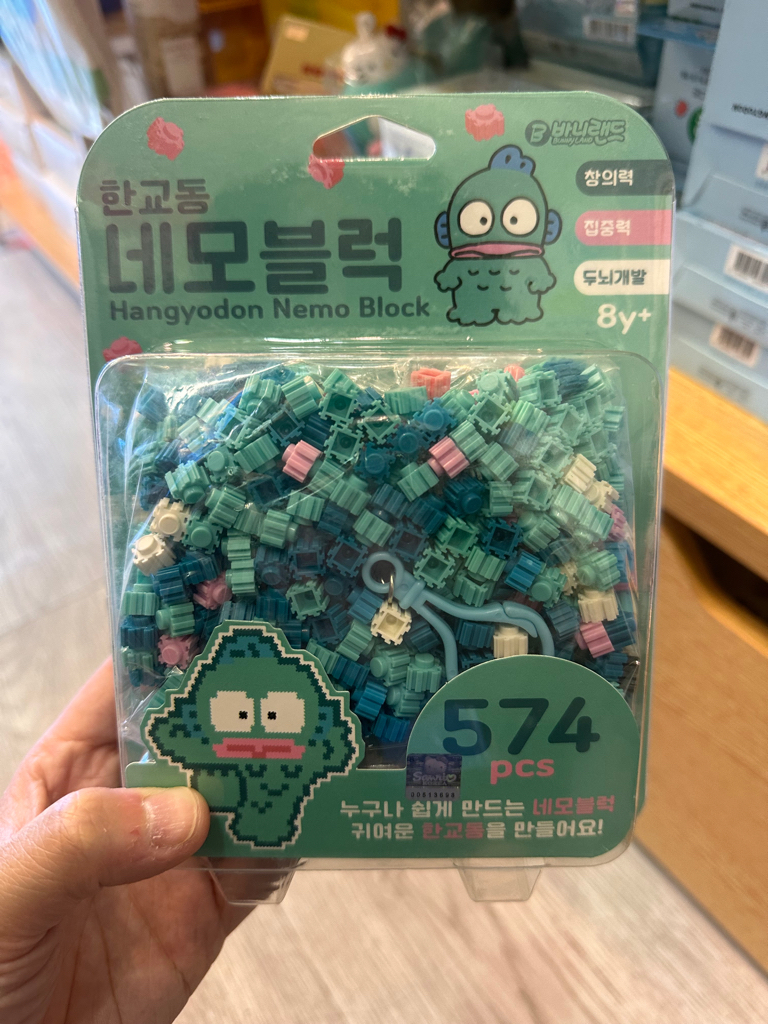 바니랜드
BUNNYLAND
한교동
네모블럭
Hangyodon Nemo Block
창의력
집중력
두뇌개발
8y+
574
pcs
Sanrio
누구나 쉽게 만드는 네모블럭
귀여운 한교동을 만들어요!